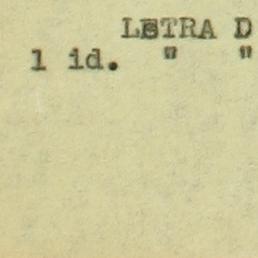 LETRA D
1 id. " "